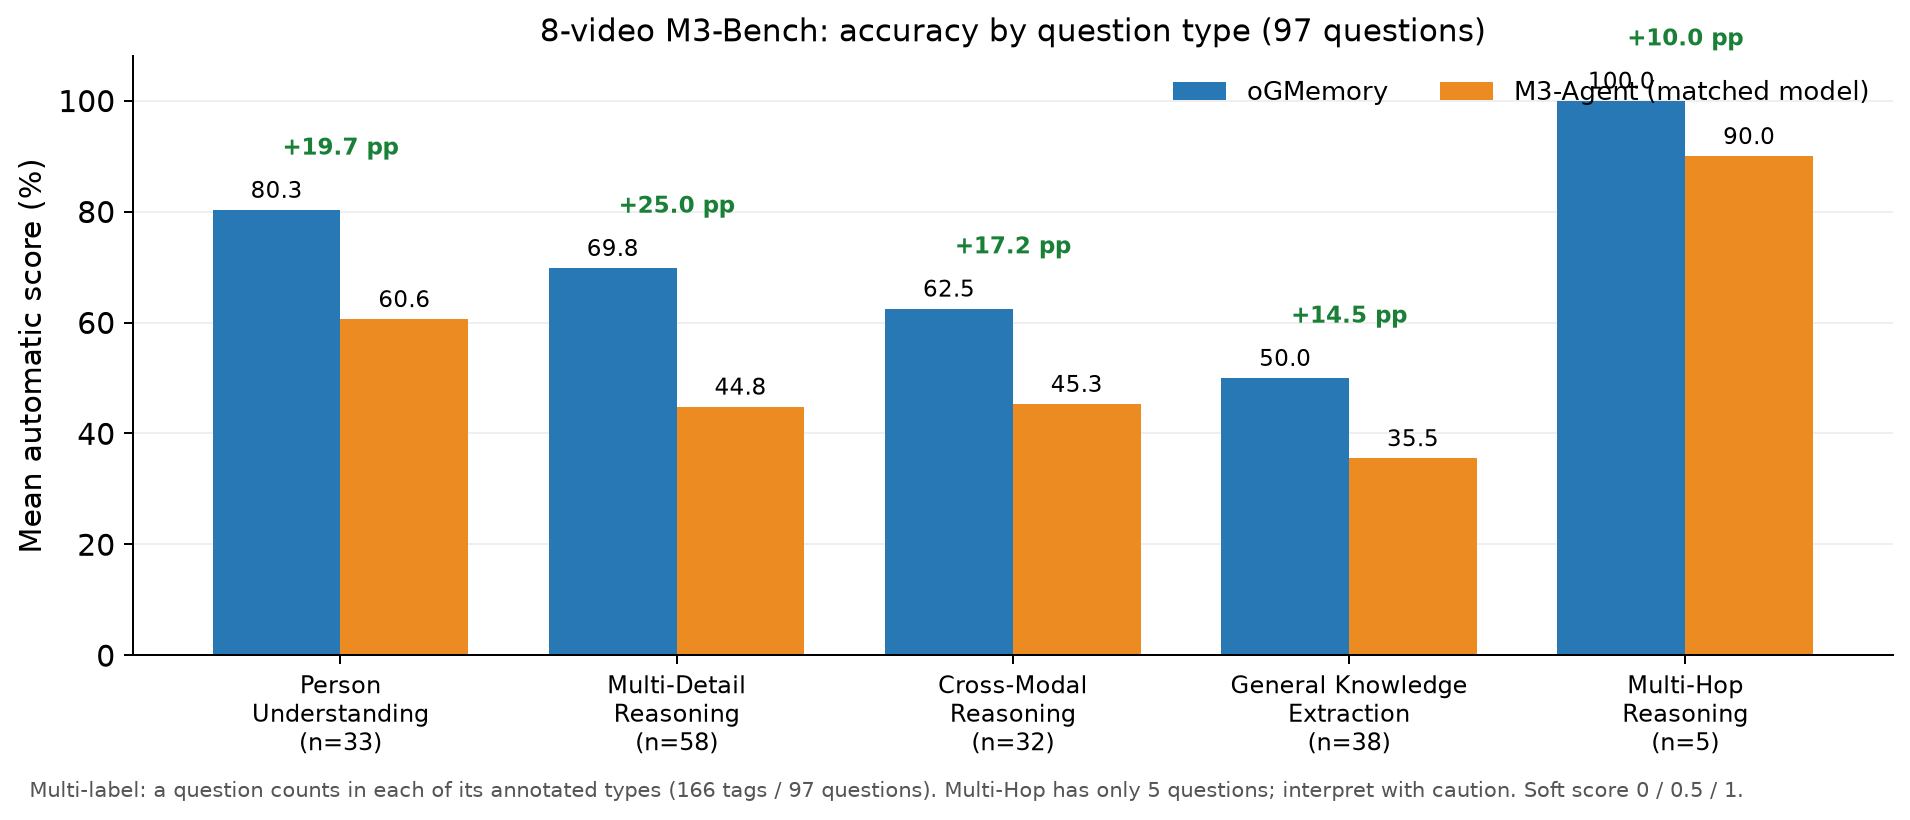 8-video M3-Bench: accuracy by question type (97 questions)
+10.0 pp
oGMemory
M3-Agent (matched model)
100.0
90.0
+19.7 pp
80.3
60.6
+25.0 pp
69.8
44.8
+17.2 pp
62.5
45.3
+14.5 pp
50.0
35.5
Mean automatic score (%)
100
80
60
40
20
0
Person
Understanding
(n=33)
Multi-Detail
Reasoning
(n=58)
Cross-Modal
Reasoning
(n=32)
General Knowledge
Extraction
(n=38)
Multi-Hop
Reasoning
(n=5)
Multi-label: a question counts in each of its annotated types (166 tags / 97 questions). Multi-Hop has only 5 questions; interpret with caution. Soft score 0 / 0.5 / 1.